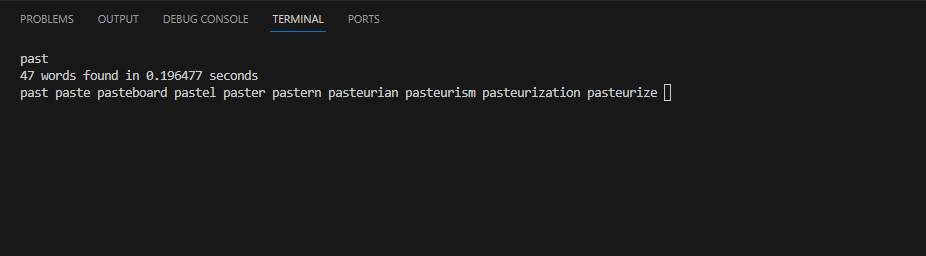 PROBLEMS OUTPUT DEBUG CONSOLE TERMINAL PORTS
past
47 words found in 0.196477 seconds
past paste pasteboard pastel paster pastern pasteurian pasteurism pasteurization pasteurize